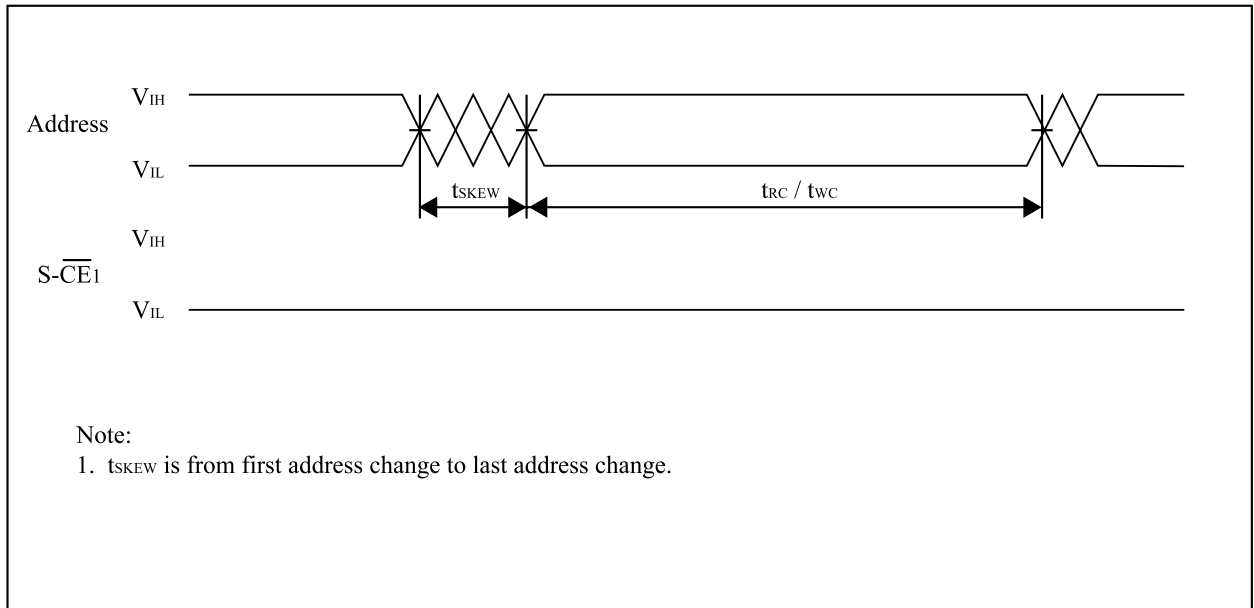 VIH
Address
VIL
tSKEW
tRC / tWC
VIH
S-C̅E̅1
VIL
Note:
1. tSKEW is from first address change to last address change.